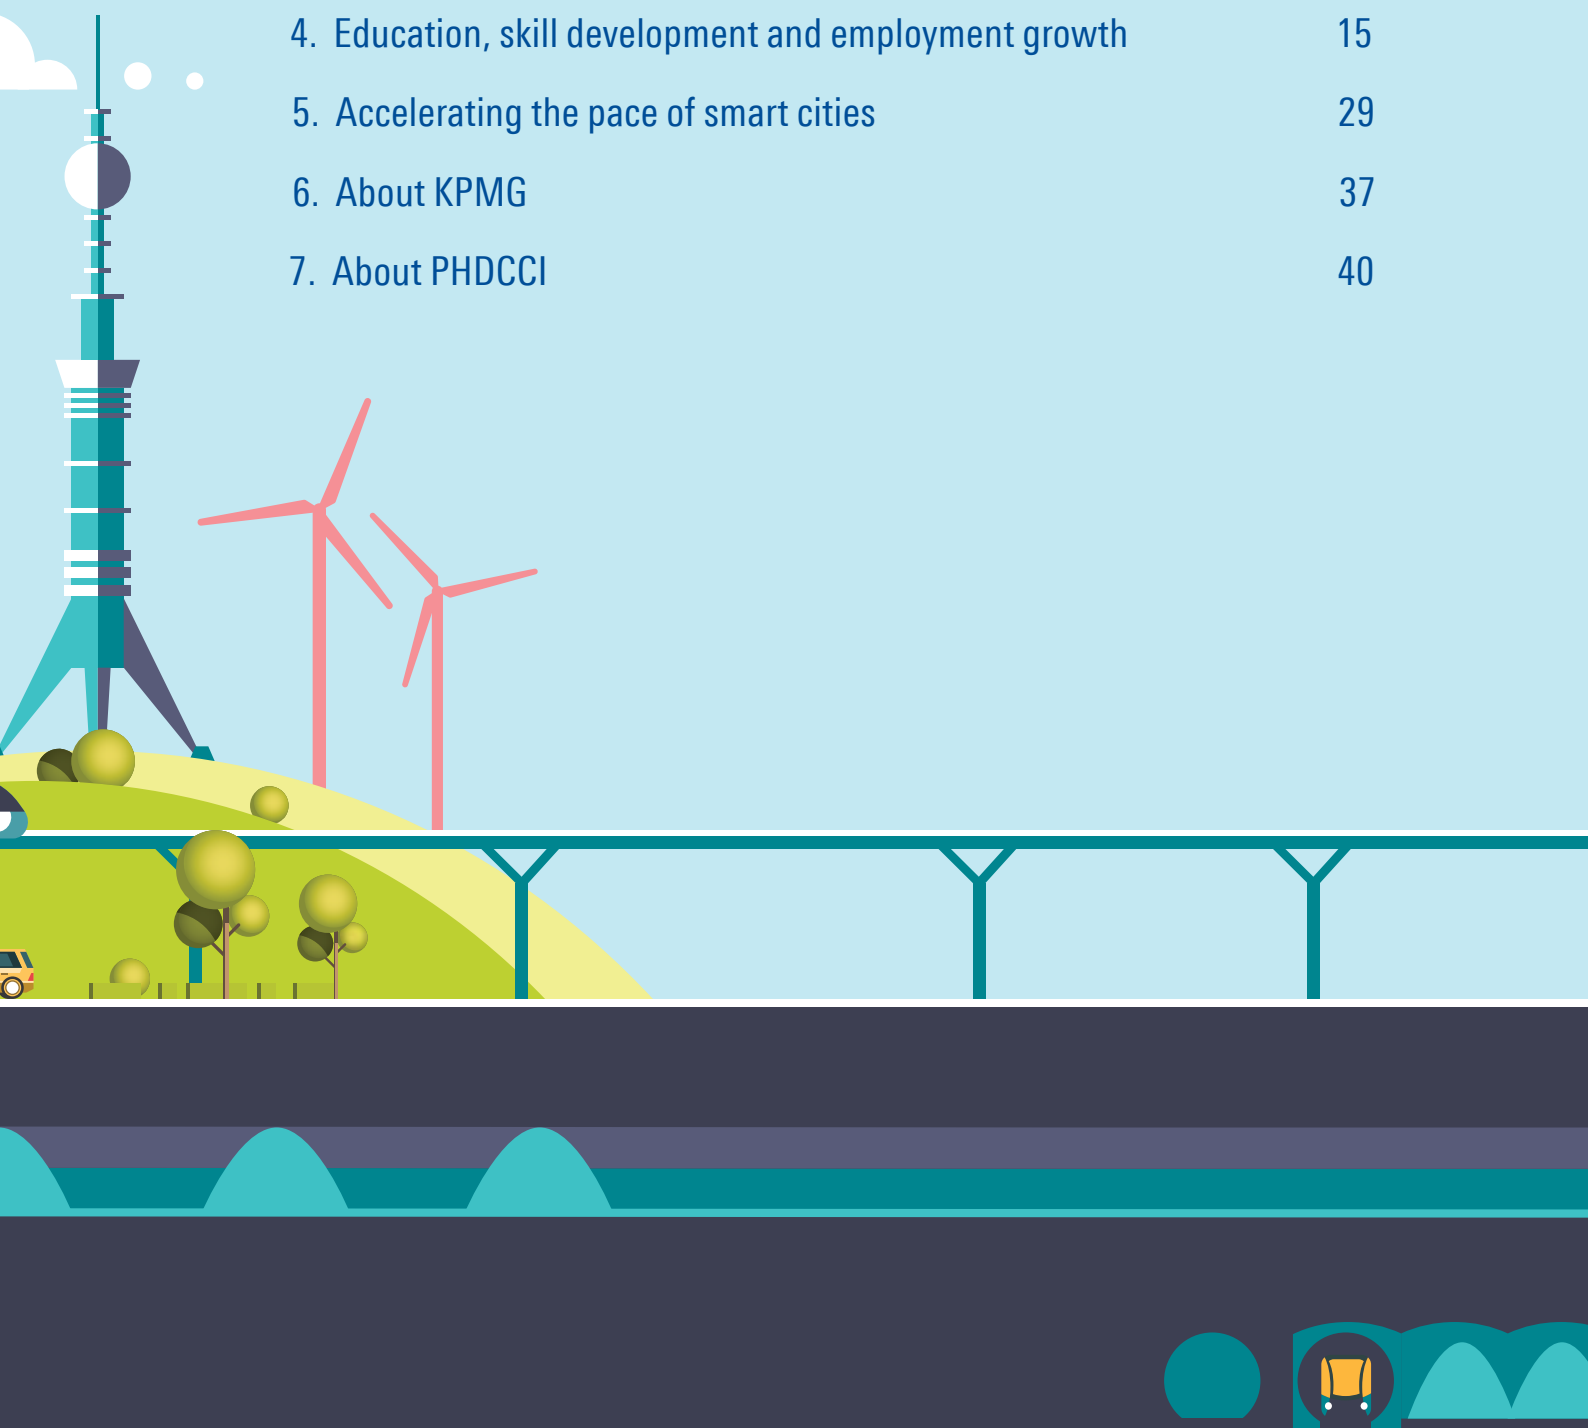 4. Education, skill development and employment growth 15
5. Accelerating the pace of smart cities 29
6. About KPMG 37
7. About PHDCCI 40